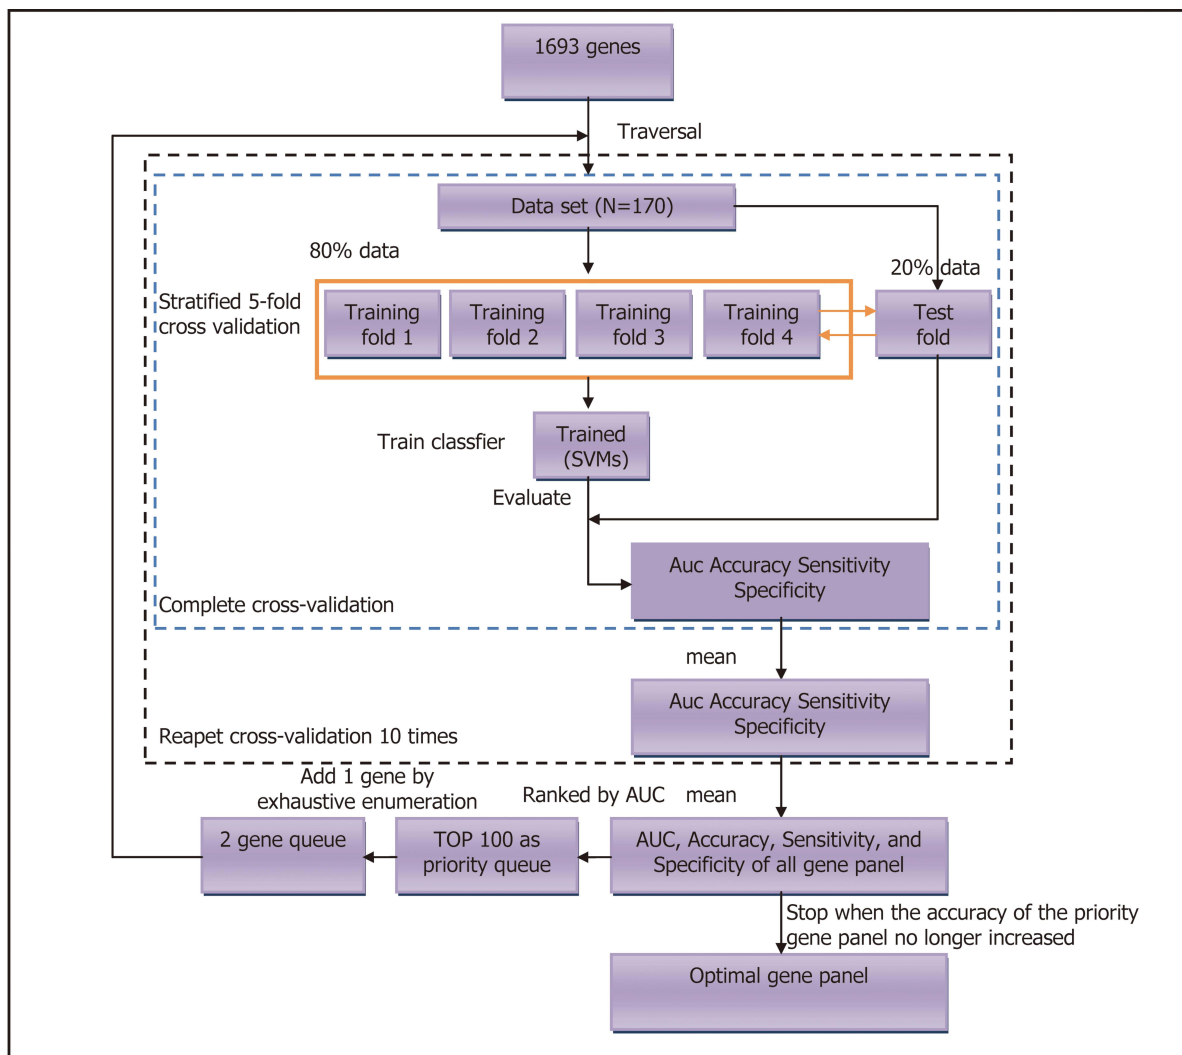 1693 genes
Traversal
Data set (N=170)
80% data
20% data
Stratified 5-fold
cross validation
Training
fold 1
Training
fold 2
Training
fold 3
Training
fold 4
Test
fold
Train classfier
Trained
(SVMs)
Evaluate
Auc Accuracy Sensitivity
Specificity
Complete cross-validation
mean
Auc Accuracy Sensitivity
Specificity
Reapet cross-validation 10 times
Add 1 gene by
exhaustive enumeration
Ranked by AUC
mean
2 gene queue
TOP 100 as
priority queue
AUC, Accuracy, Sensitivity, and
Specificity of all gene panel
Stop when the accuracy of the priority
gene panel no longer increased
Optimal gene panel